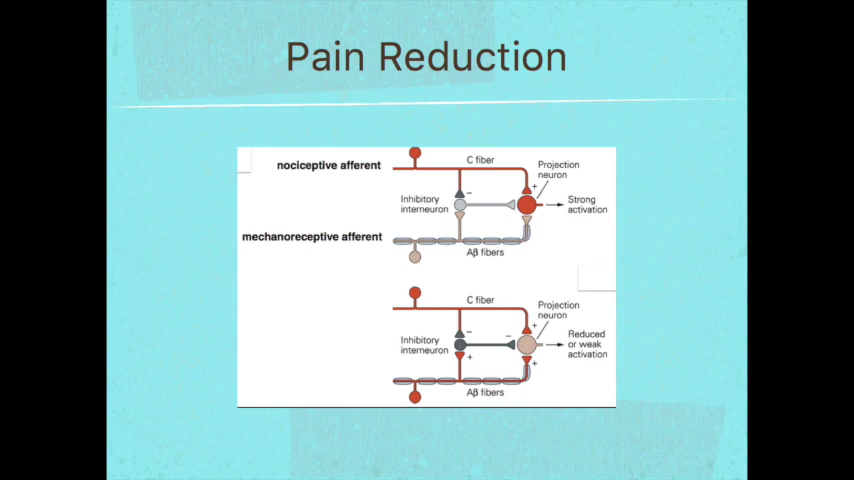 Pain Reduction
nociceptive afferent
C fiber
Projection
neuron
+
−
Inhibitory
interneuron
Strong
activation
mechanoreceptive afferent
Aβ fibers
C fiber
Projection
neuron
+
−
−
Inhibitory
interneuron
Reduced
or weak
activation
+
+
Aβ fibers